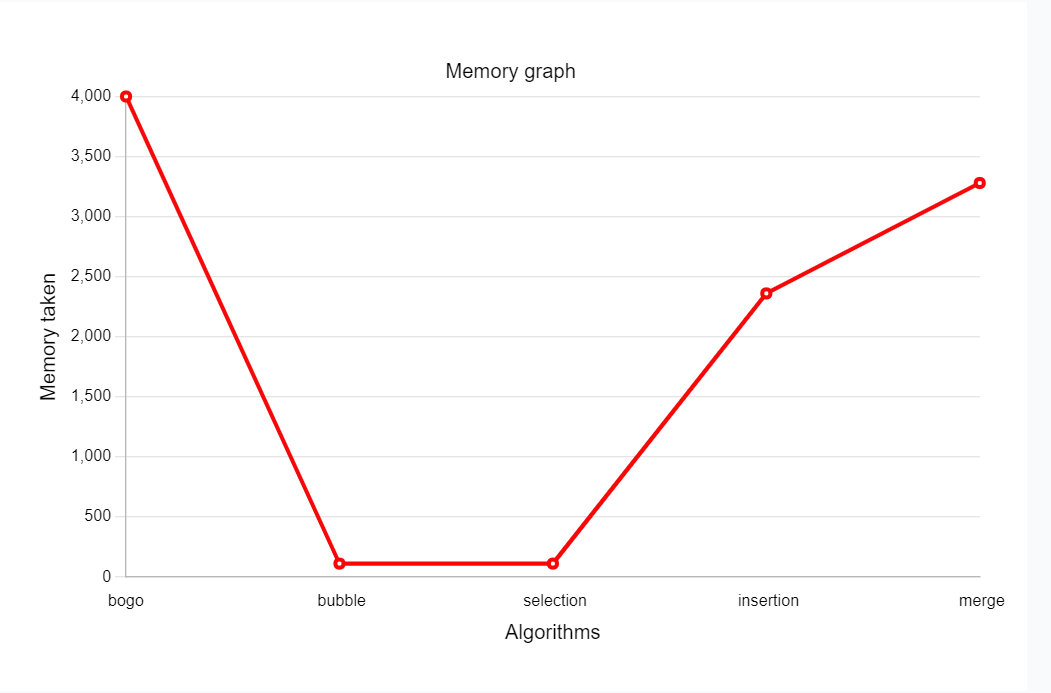 Memory graph
4,000
3,500
3,000
2,500
2,000
1,500
1,000
500
0
Memory taken
bogo bubble selection insertion merge
Algorithms